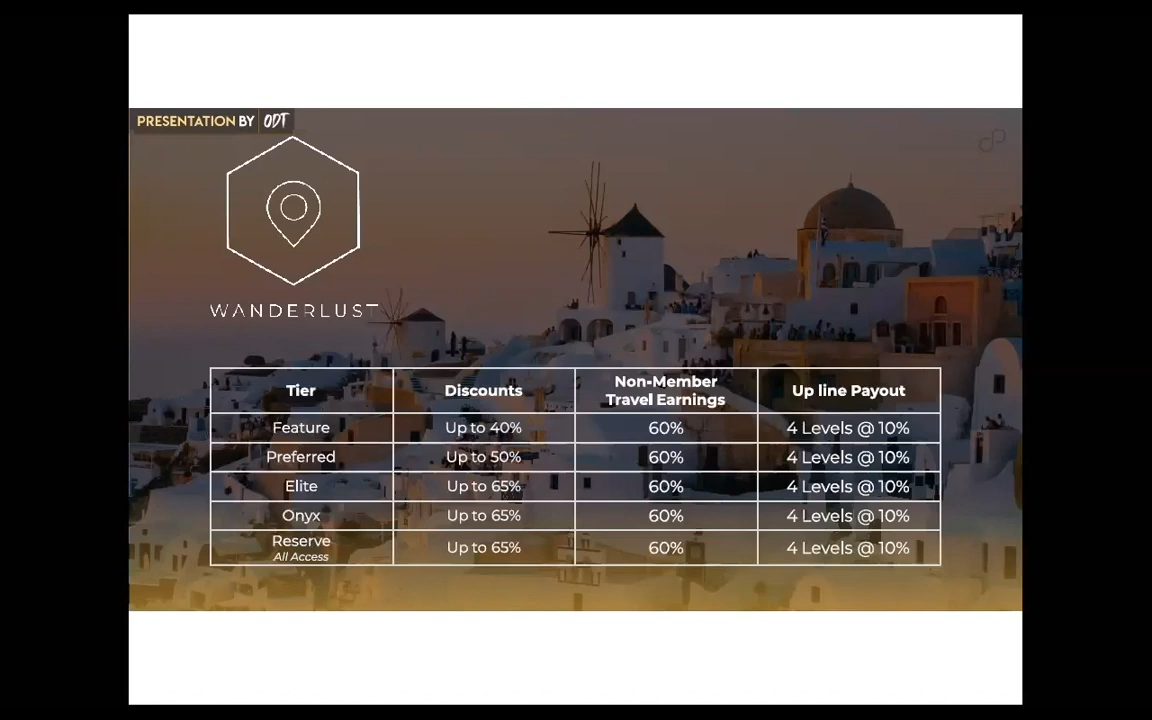 PRESENTATION BY ODT
WANDERLUST
Tier Discounts Non-Member Travel Earnings Up line Payout
Feature Up to 40% 60% 4 Levels @ 10%
Preferred Up to 50% 60% 4 Levels @ 10%
Elite Up to 65% 60% 4 Levels @ 10%
Onyx Up to 65% 60% 4 Levels @ 10%
Reserve All Access Up to 65% 60% 4 Levels @ 10%